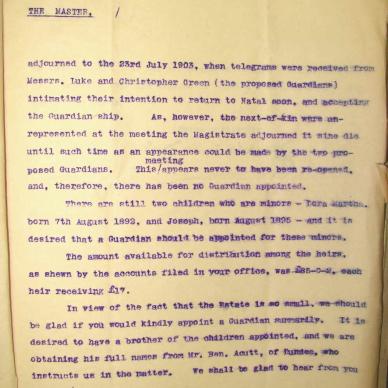 THE MASTER. /
adjourned to the 23rd July 1903, when telegrams were received from
Messrs. Luke and Christopher Green (the proposed Guardians)
intimating their intention to return to Natal soon, and accepting
the Guardianship. As, however, the next-of-kin were un-
represented at the meeting the Magistrate adjourned it sine die
until such time as an appearance could be made by the two pro-
meeting
posed Guardians. This/appears never to have been re-opened,
and, therefore, there has been no Guardian appointed.
There are still two children who are minors - Dora Martha,
born 7th August 1892, and Joseph, born August 1895 - and it is
desired that a Guardian should be appointed for these minors.
The amount available for distribution among the heirs,
as shewn by the accounts filed in your office, was each
heir receiving £17.
In view of the fact that the Estate is so small, we should
be glad if you would kindly appoint a Guardian summarily. It is
desired to have a brother of the children appointed, and we are
obtaining his full names from Mr. Ben. Acutt, of Dundee, who
instructs us in the matter. We shall be glad to hear from you